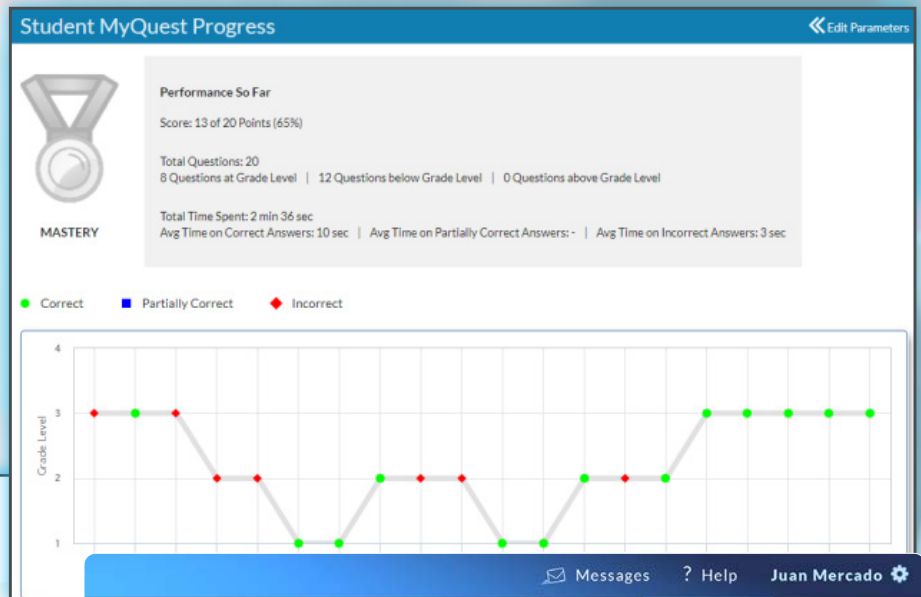 Student MyQuest Progress
Edit Parameters
Performance So Far
Score: 13 of 20 Points (65%)
Total Questions: 20
8 Questions at Grade Level | 12 Questions below Grade Level | 0 Questions above Grade Level
Total Time Spent: 2 min 36 sec
Avg Time on Correct Answers: 10 sec | Avg Time on Partially Correct Answers: - | Avg Time on Incorrect Answers: 3 sec
MASTERY
Correct
Partially Correct
Incorrect
Grade Level
4
3
2
1
Messages
? Help
Juan Mercado